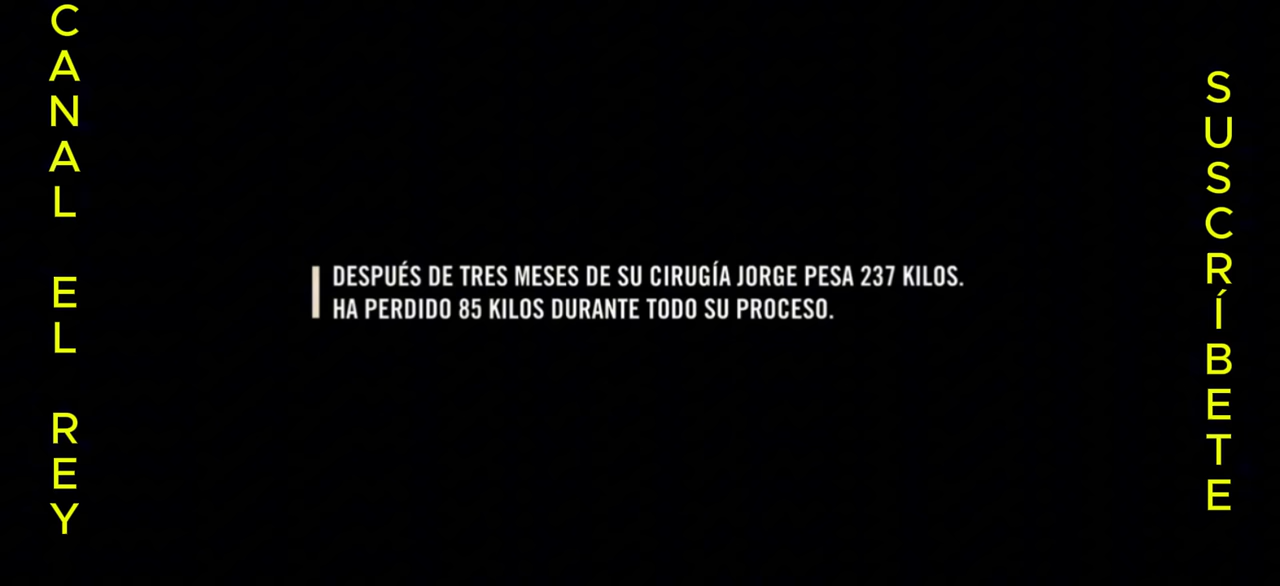 CANAL EL REY
DESPUÉS DE TRES MESES DE SU CIRUGÍA JORGE PESA 237 KILOS.
HA PERDIDO 85 KILOS DURANTE TODO SU PROCESO.
SUSCRÍBETE